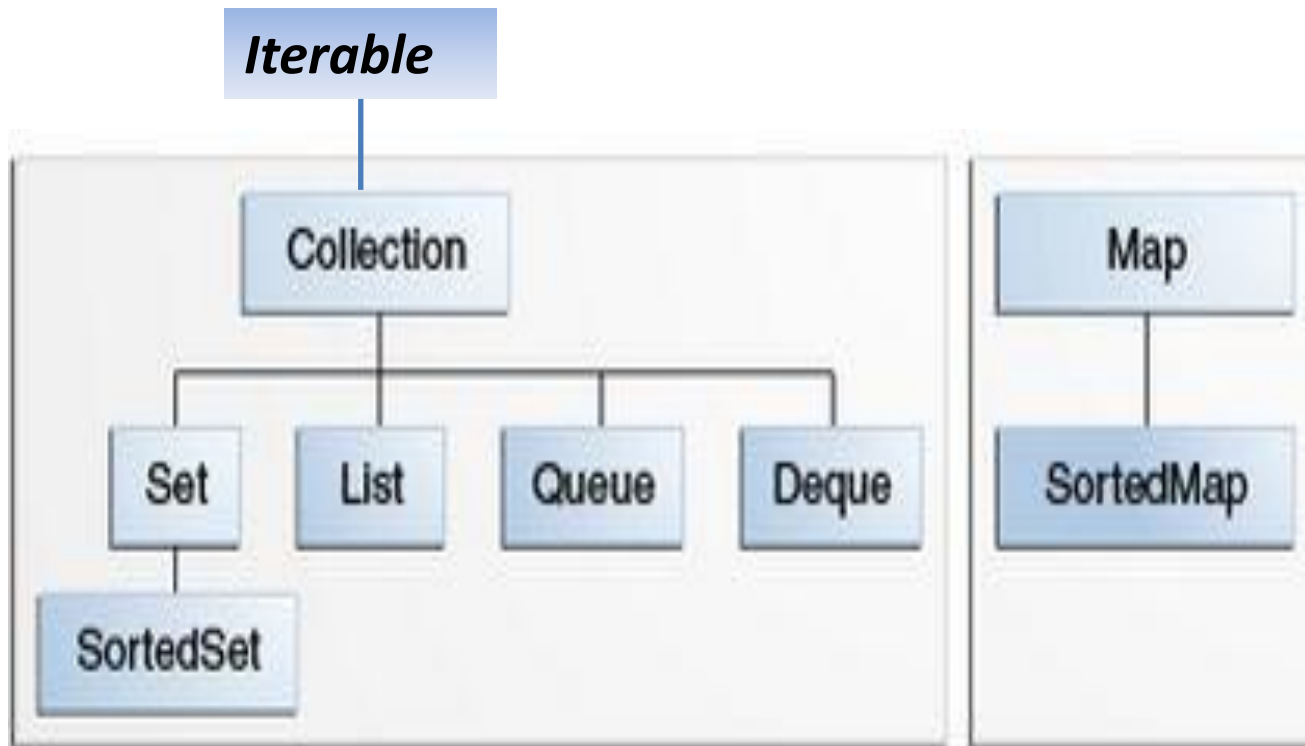 Iterable
Collection
Map
Set
List
Queue
Deque
SortedMap
SortedSet